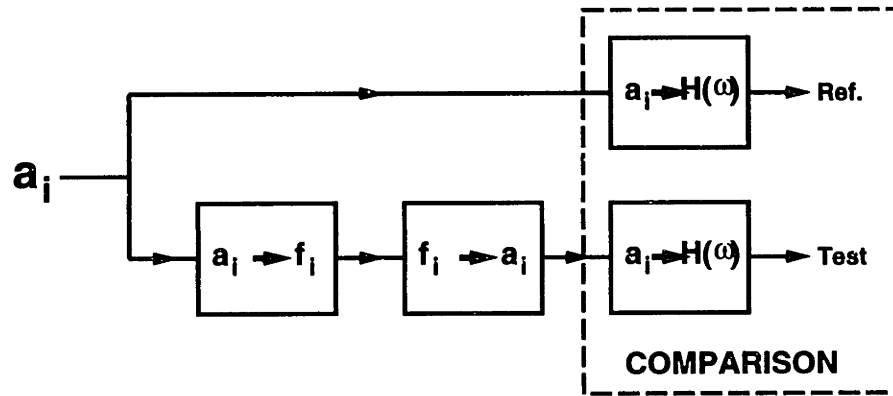 a_i → H(ω)
Ref.
a_i
a_i → f_i
f_i → a_i
a_i → H(ω)
Test
COMPARISON